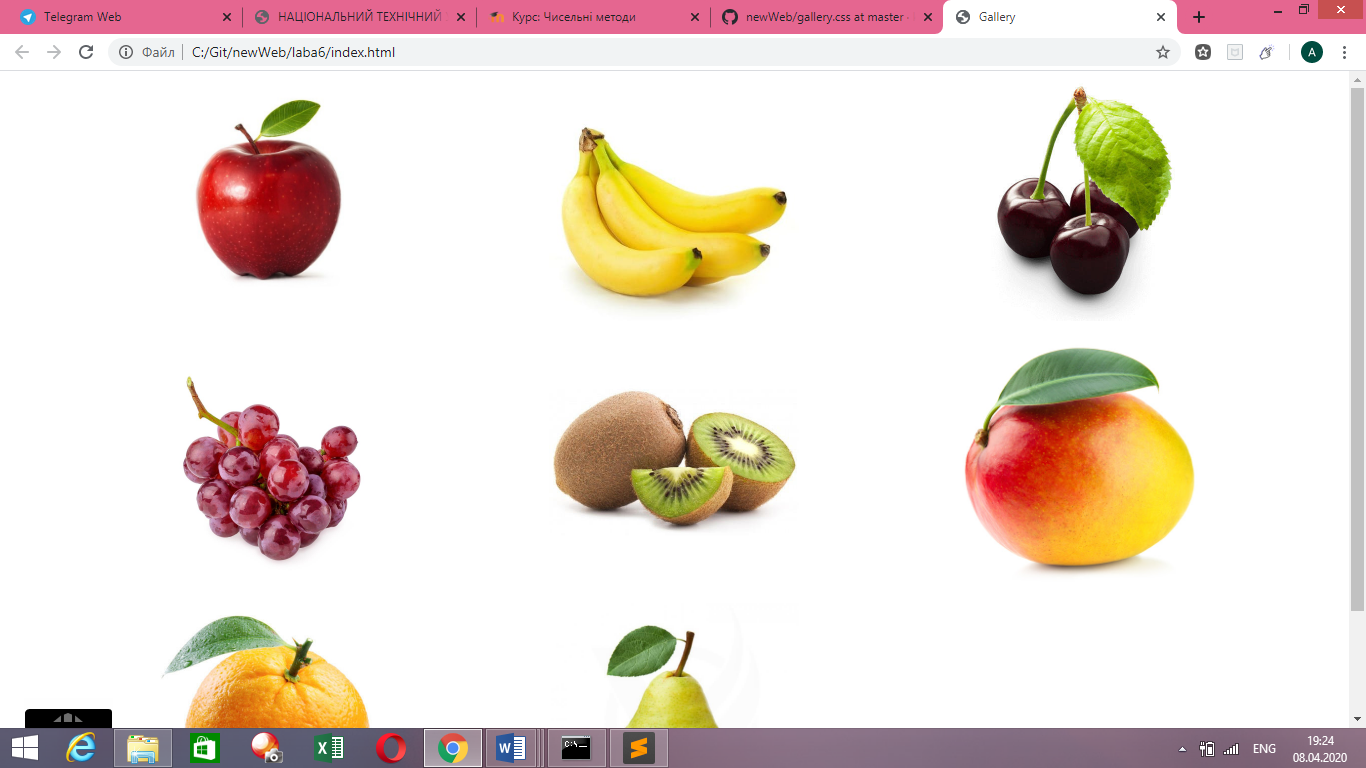 Telegram Web
НАЦІОНАЛЬНИЙ ТЕХНІЧНИЙ
Курс: Чисельні методи
newWeb/gallery.css at master ·
Gallery
Файл
C:/Git/newWeb/laba6/index.html
A
C:\
ENG
19:24
08.04.2020